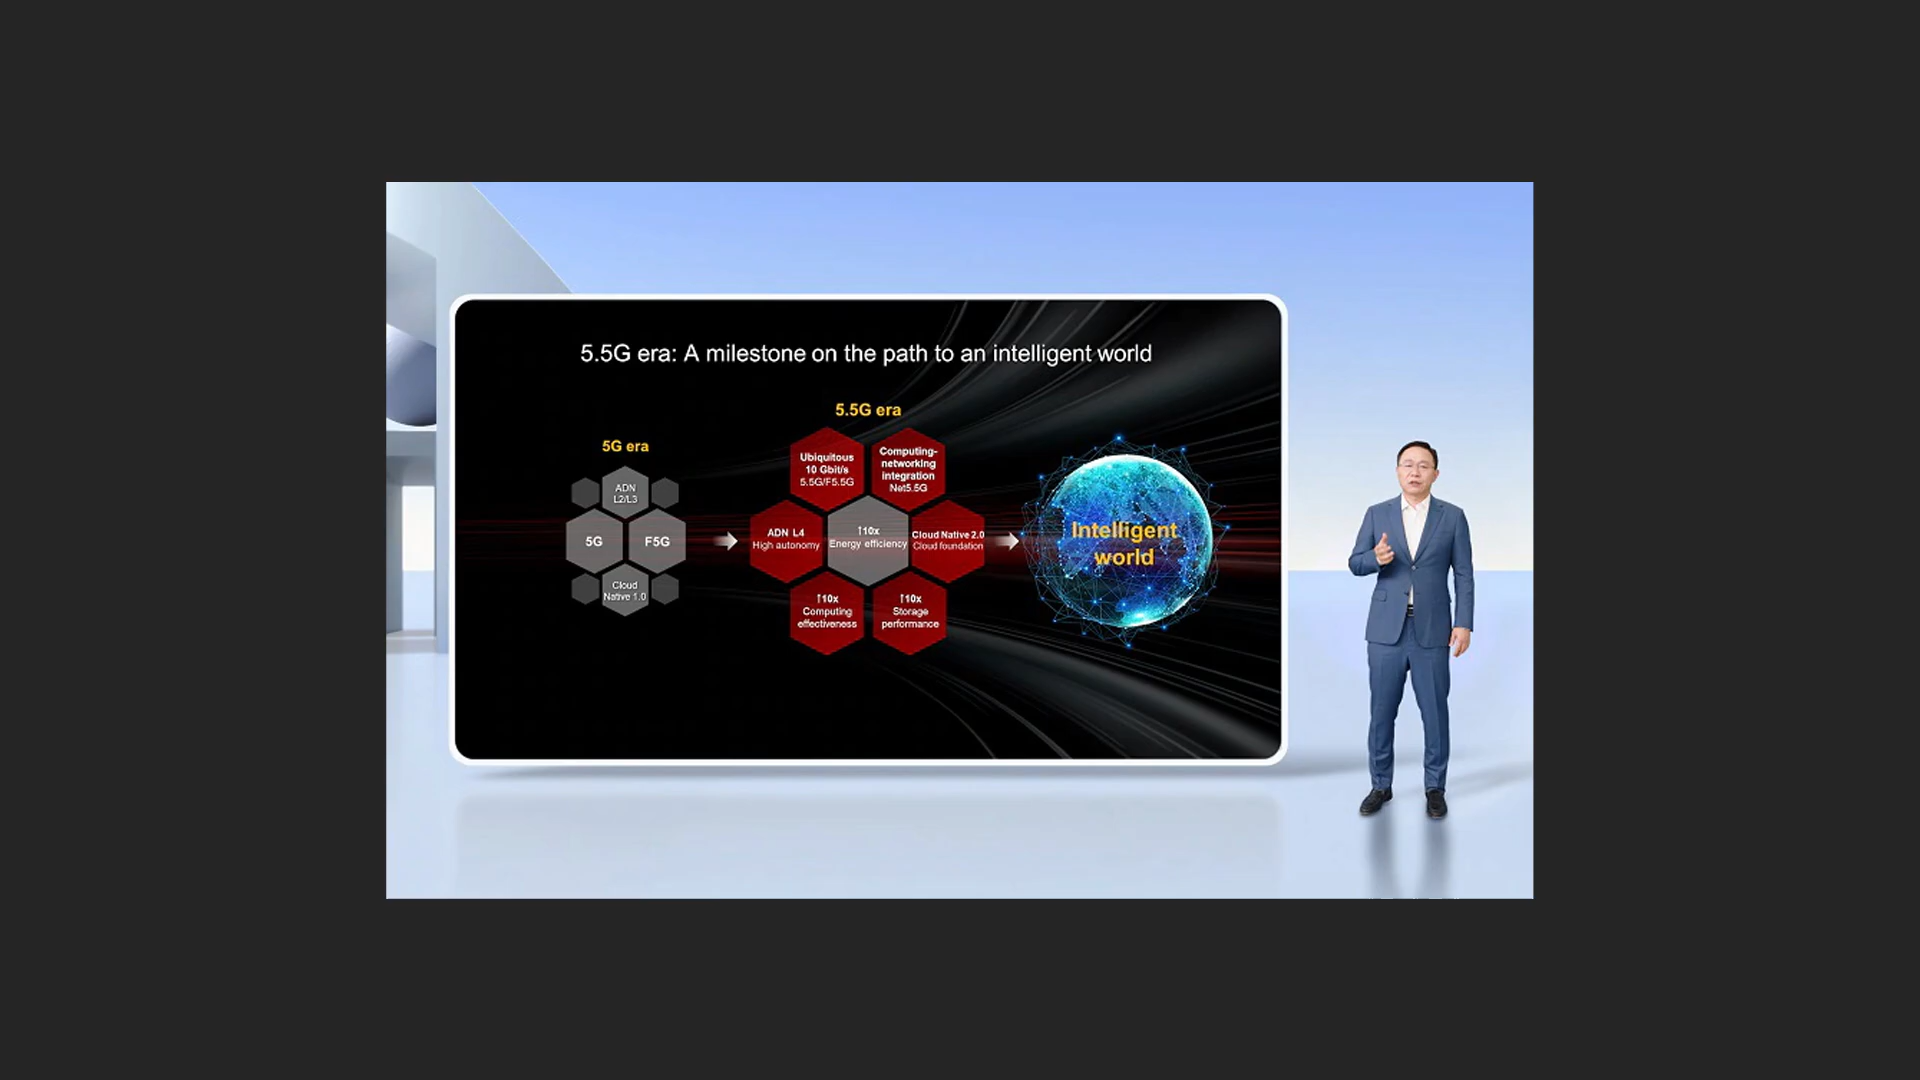 5.5G era: A milestone on the path to an intelligent world
5G era
ADN
L2/L3
5G
F5G
Cloud
Native 1.0
5.5G era
Ubiquitous
10 Gbit/s
5.5G/F5.5G
Computing-
networking
integration
Net5.5G
ADN L4
High autonomy
↑10x
Energy efficiency
Cloud Native 2.0
Cloud foundation
↑10x
Computing
effectiveness
↑10x
Storage
performance
Intelligent
world